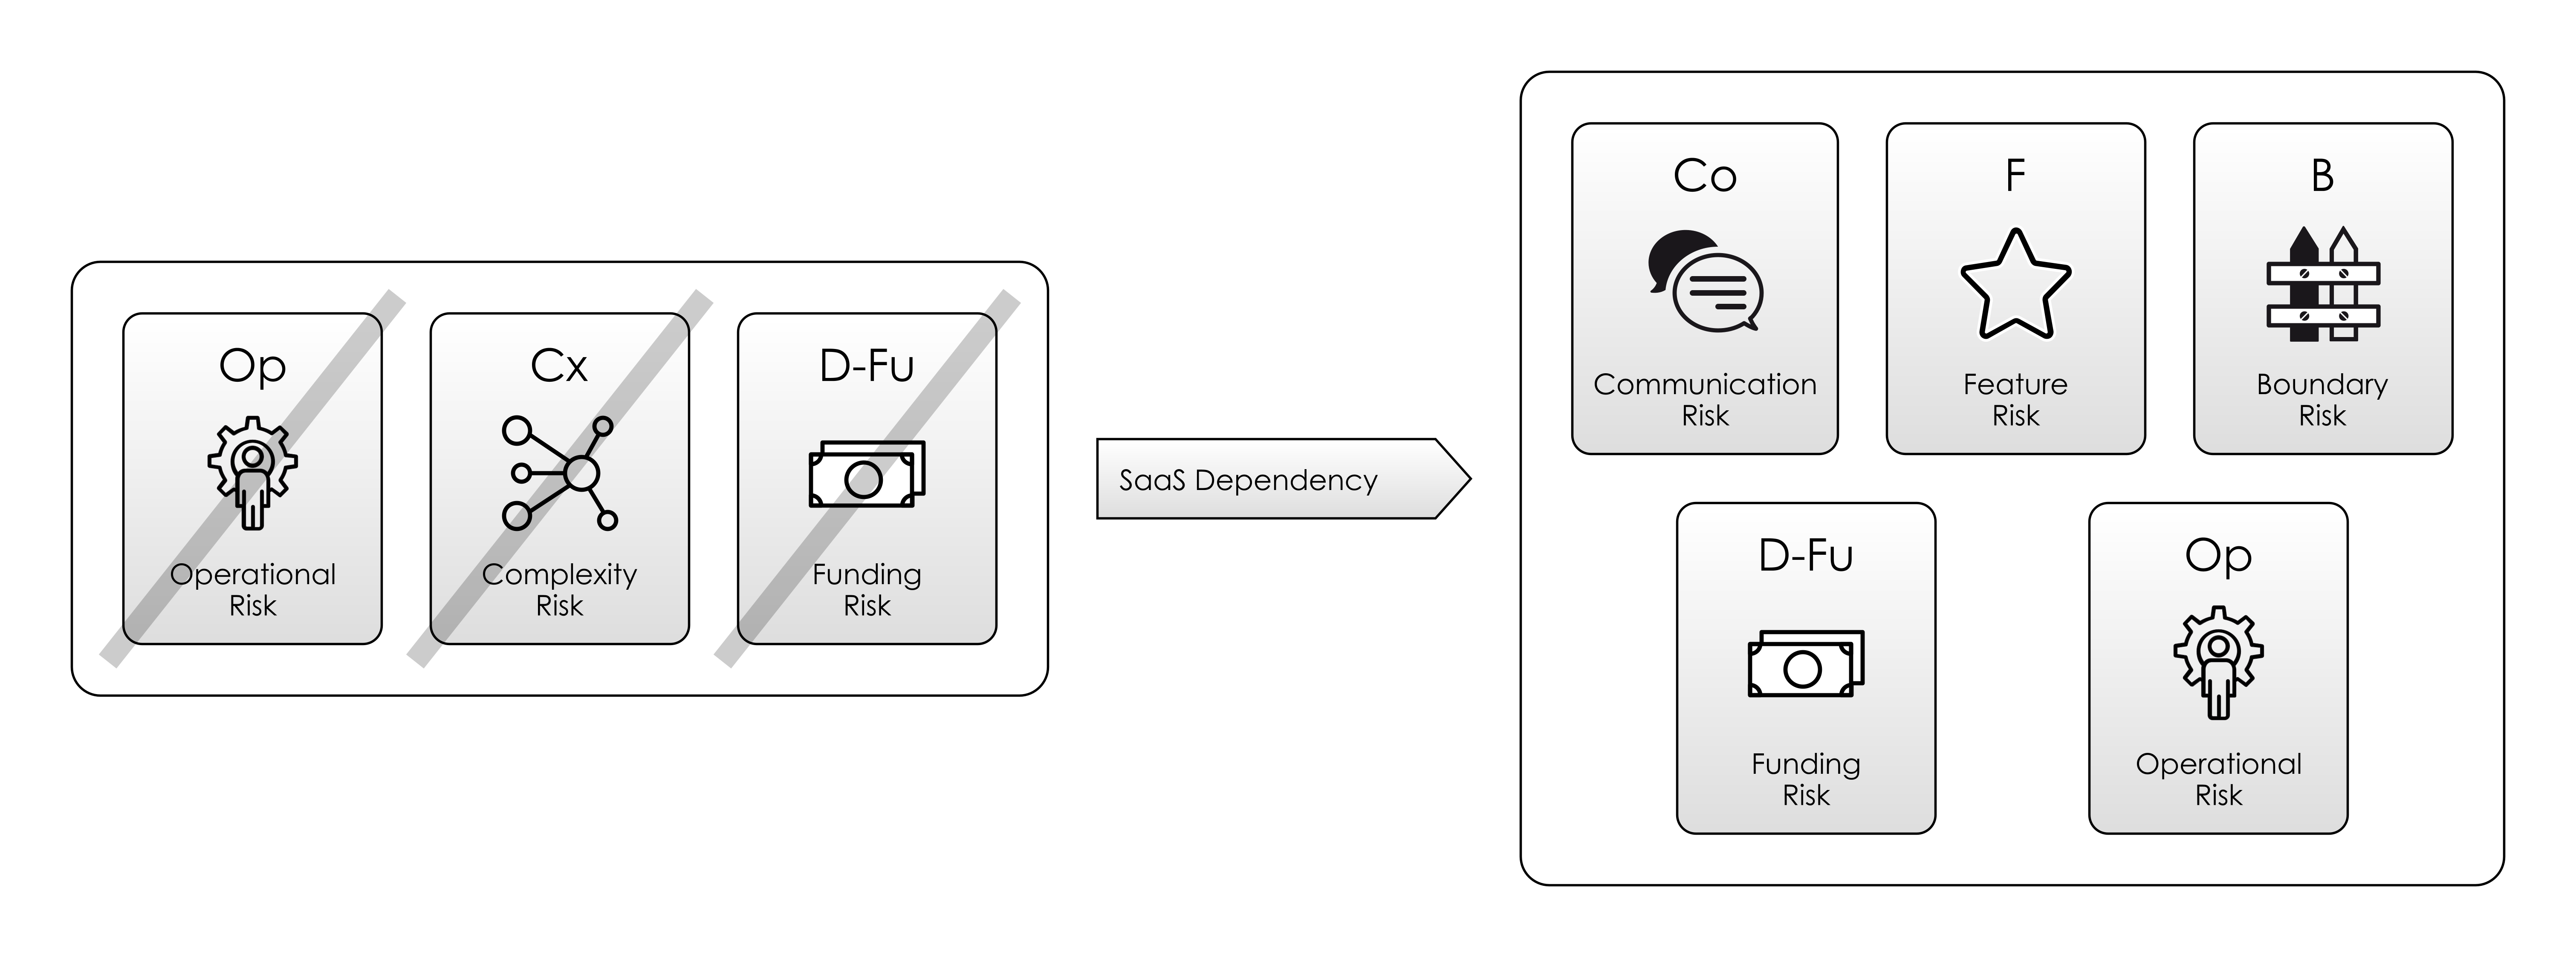 Op
Operational
Risk
Cx
Complexity
Risk
D-Fu
Funding
Risk
SaaS Dependency
Co
Communication
Risk
F
Feature
Risk
B
Boundary
Risk
D-Fu
Funding
Risk
Op
Operational
Risk